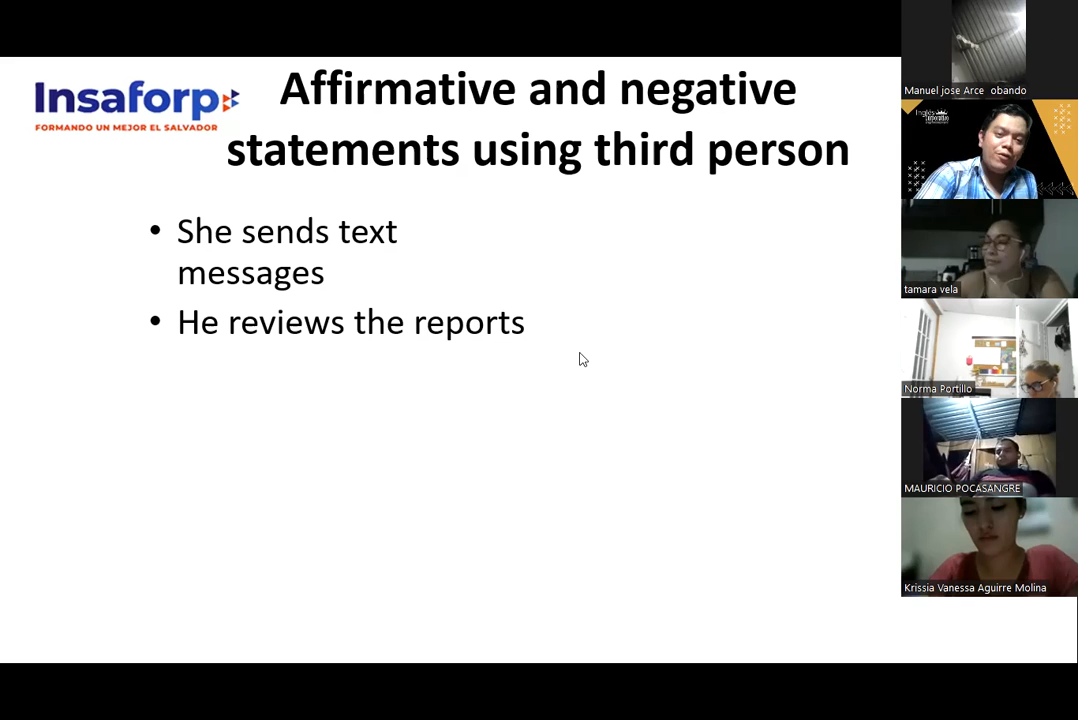 Insaforp
FORMANDO UN MEJOR EL SALVADOR
Affirmative and negative
statements using third person
• She sends text
messages
• He reviews the reports
Manuel jose Arce obando
Inglés
tamara vela
Norma Portillo
MAURICIO POCASANGRE
Krissia Vanessa Aguirre Molina